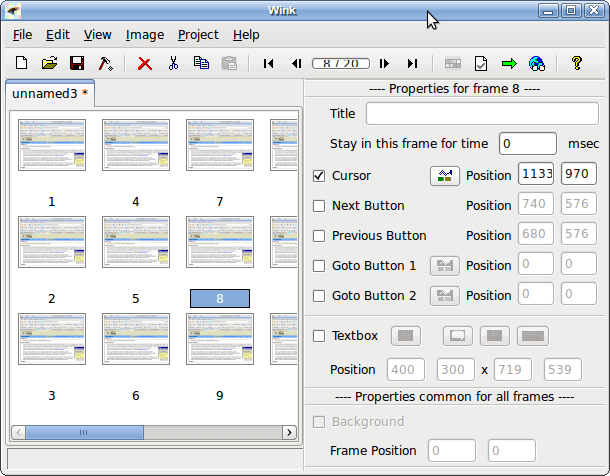 Wink
File Edit View Image Project Help
8 / 20
unnamed3 *
1 4 7
2 5 8
3 6 9
---- Properties for frame 8 ----
Title
Stay in this frame for time 0 msec
Cursor Position 1133 970
Next Button Position 740 576
Previous Button Position 680 576
Goto Button 1 Position 0 0
Goto Button 2 Position 0 0
Textbox
Position 400 300 x 719 539
---- Properties common for all frames ----
Background
Frame Position 0 0